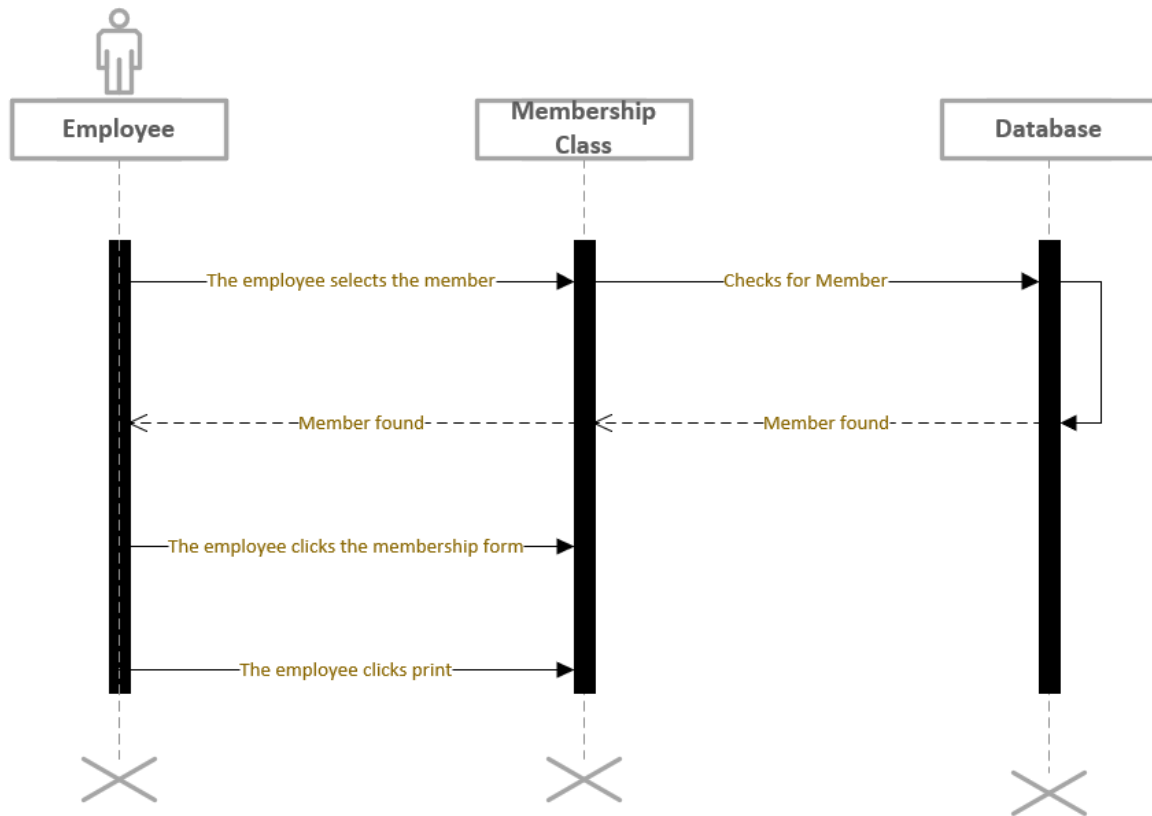 Employee
Membership
Class
Database
The employee selects the member
Checks for Member
Member found
Member found
The employee clicks the membership form
The employee clicks print